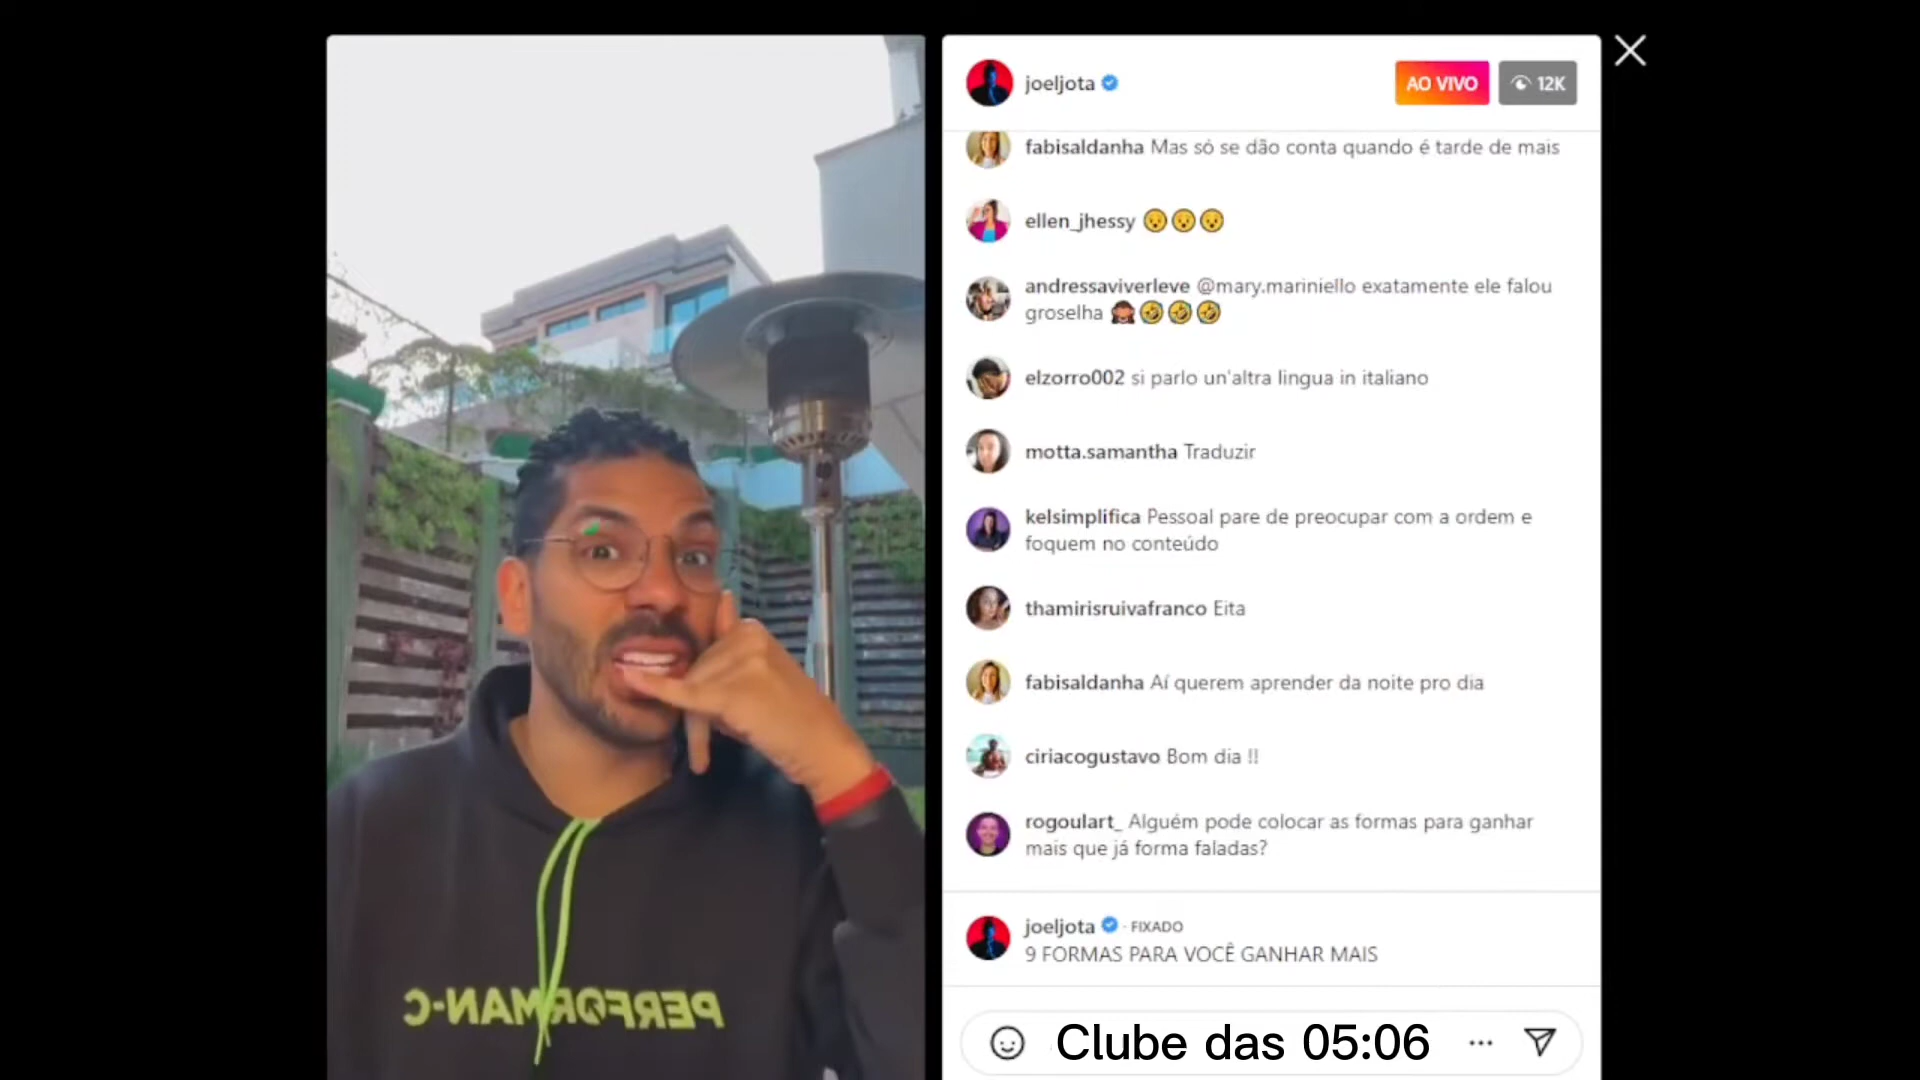 joeljota
AO VIVO
12K
fabisaldanha Mas só se dão conta quando é tarde de mais
ellen_jhessy 😮😮😮
andressaviverleve @mary.mariniello exatamente ele falou
groselha 🙈🤣🤣🤣
elzorro002 si parlo un'altra lingua in italiano
motta.samantha Traduzir
kelsimplifica Pessoal pare de preocupar com a ordem e
foquem no conteúdo
thamirisruivafranco Eita
fabisaldanha Aí querem aprender da noite pro dia
ciriacogustavo Bom dia !!
rogoulart_ Alguém pode colocar as formas para ganhar
mais que já forma faladas?
joeljota · FIXADO
9 FORMAS PARA VOCÊ GANHAR MAIS
Clube das 05:06
PERFORMAN-C